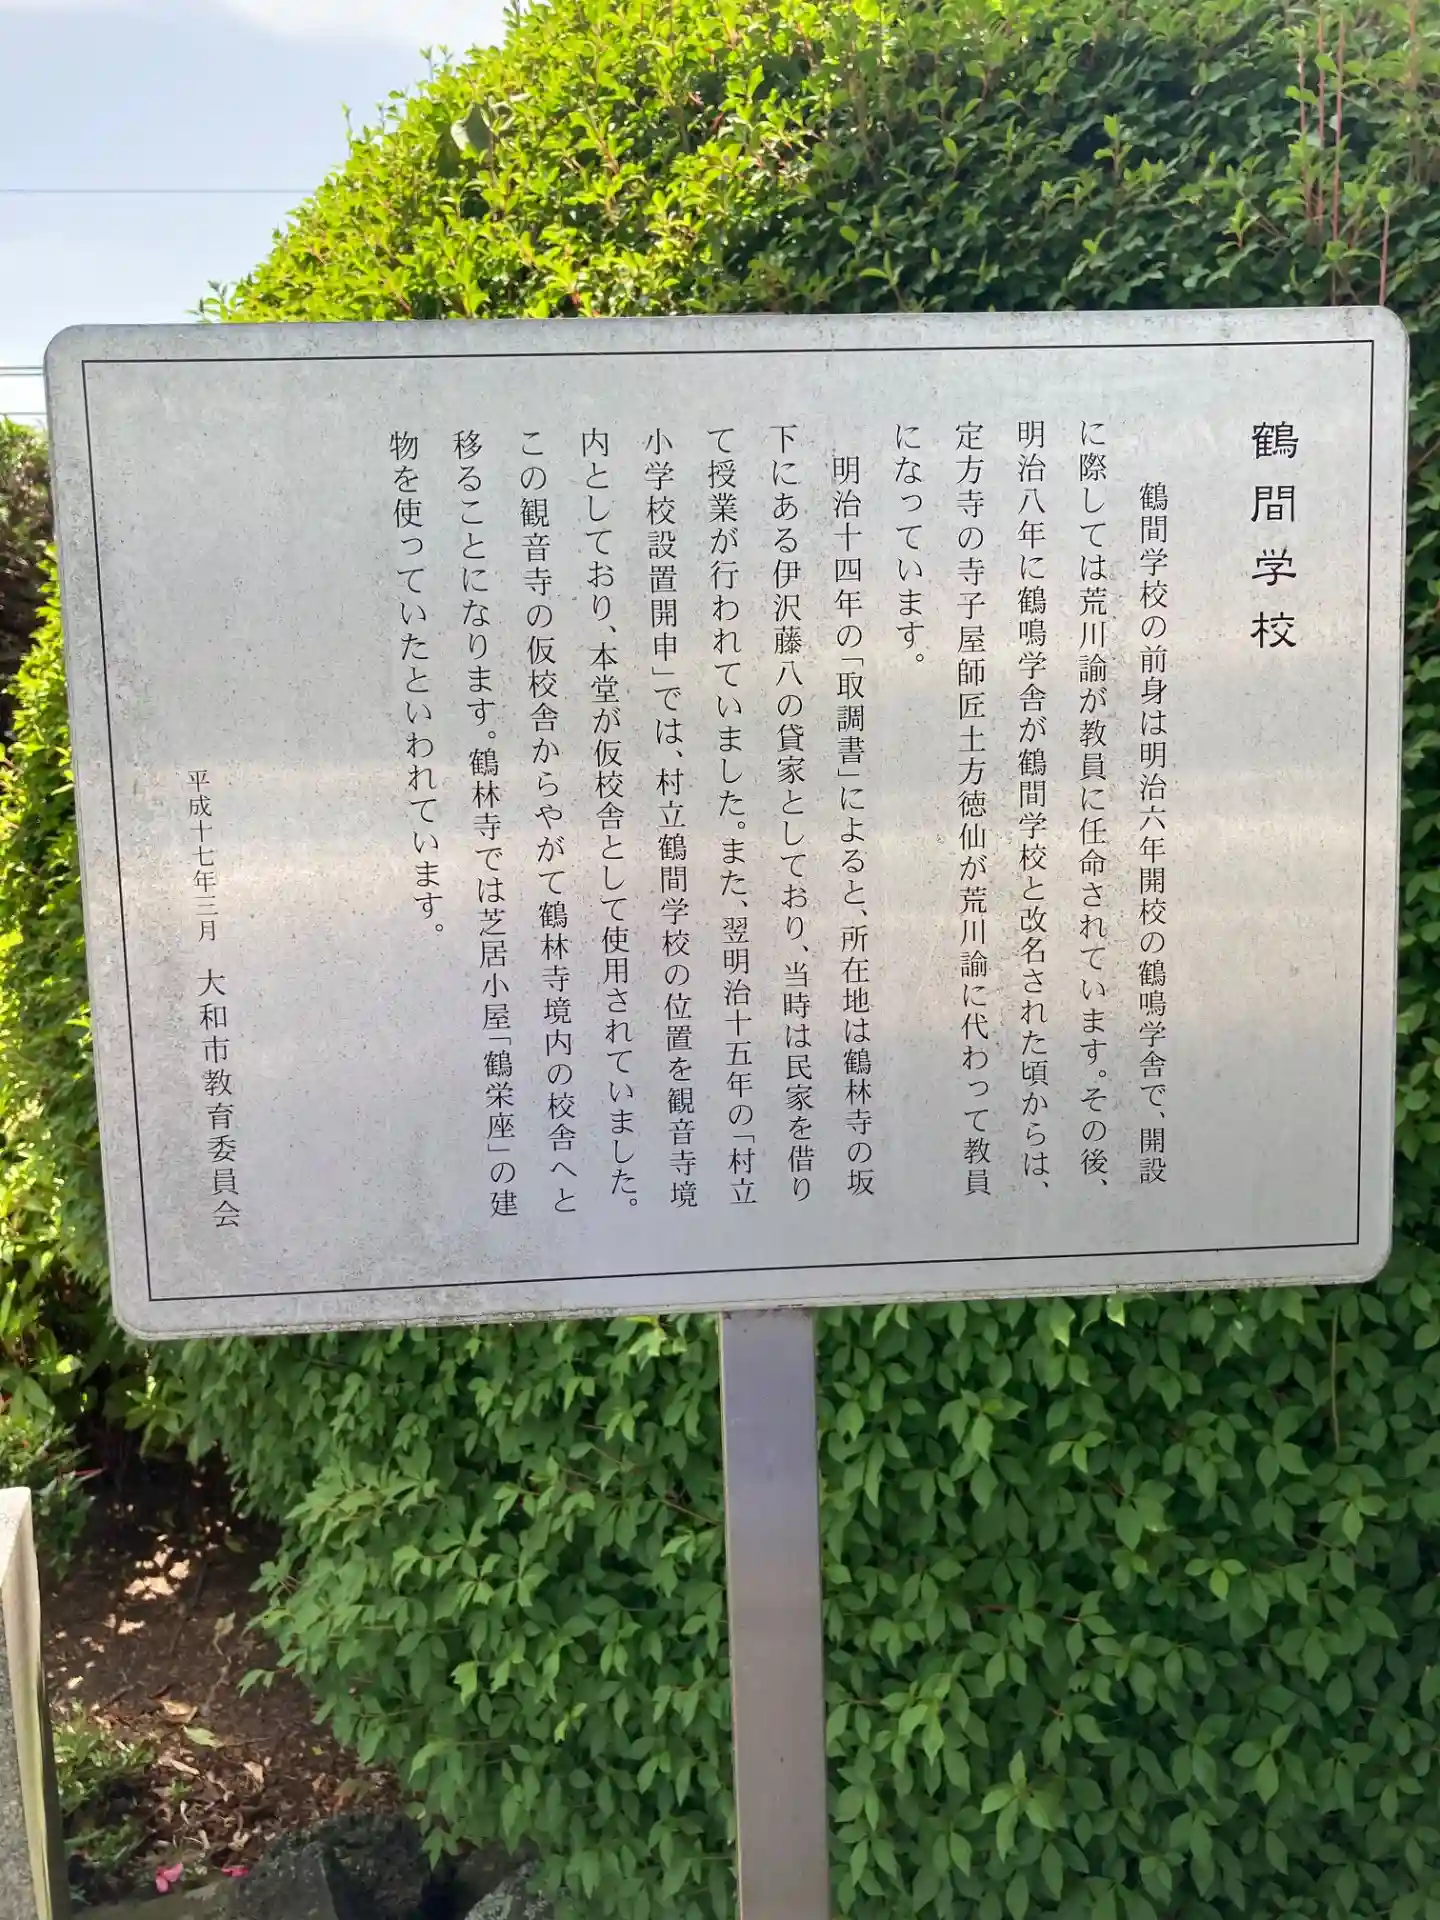 鶴間学校
鶴間学校の前身は明治六年開校の鶴鳴学舎で、開設
に際しては荒川諭が教員に任命されています。その後、
明治八年に鶴鳴学舎が鶴間学校と改名された頃からは、
定方寺の寺子屋師匠土方徳仙が荒川諭に代わって教員
になっています。
明治十四年の「取調書」によると、所在地は鶴林寺の坂
下にある伊沢藤八の貸家としており、当時は民家を借り
て授業が行われていました。また、翌明治十五年の「村立
小学校設置開申」では、村立鶴間学校の位置を観音寺境
内としており、本堂が仮校舎として使用されていました。
この観音寺の仮校舎からやがて鶴林寺境内の校舎へと
移ることになります。鶴林寺では芝居小屋「鶴栄座」の建
物を使っていたといわれています。
平成十七年三月 大和市教育委員会